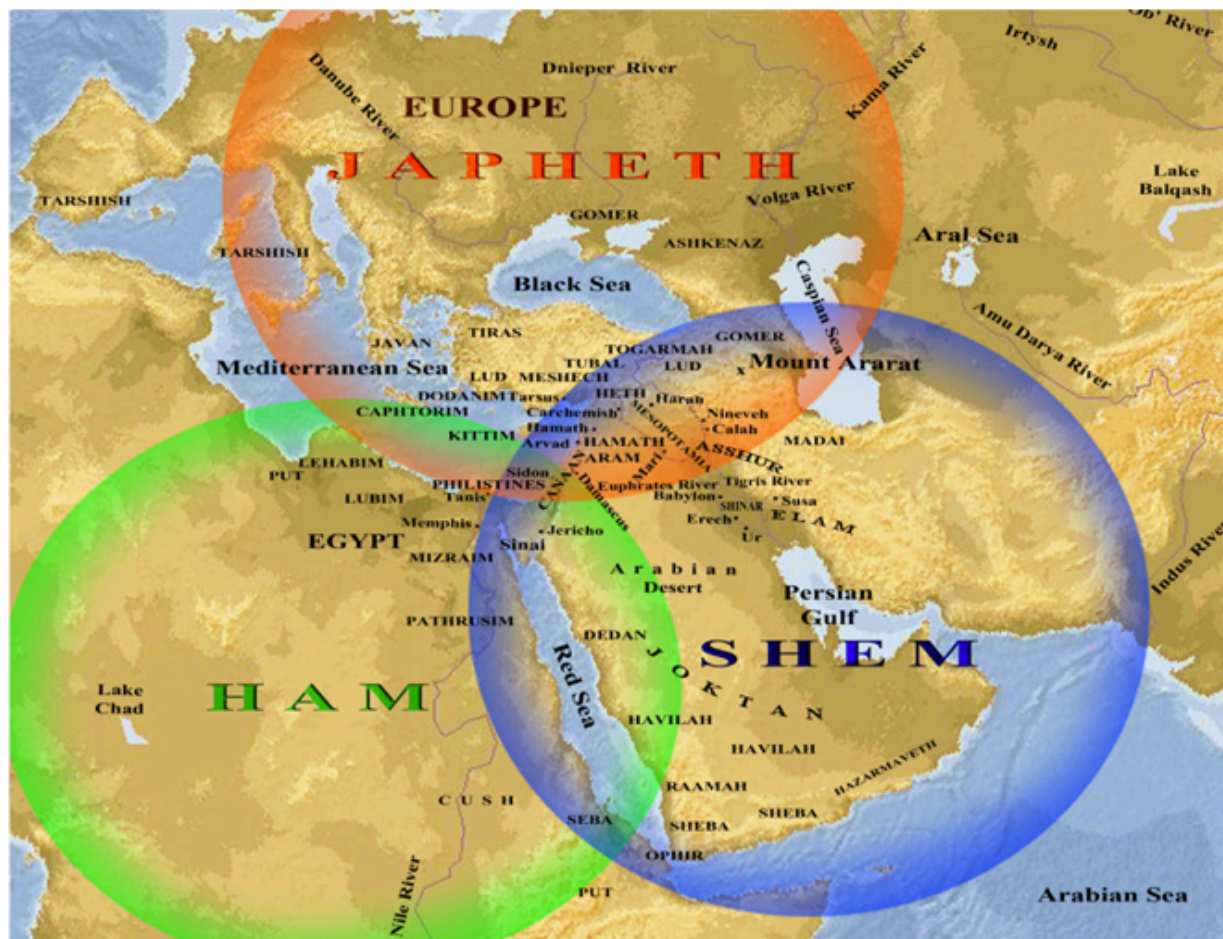 Ob' River
Irtysh
Danube River
Dnieper River
Kama River
EUROPE
JAPHETH
Lake
Balqash
TARSHISH
Volga River
GOMER
TARSHISH
ASHKENAZ
Aral Sea
Black Sea
Caspian Sea
Amu Darya River
TIRAS
JAVAN
GOMER
TOGARMAH
Mediterranean Sea
TUBAL
LUD
Mount Ararat
x
LUD
MESHECH
DODANIM
Tarsus
HETH
Harah
CAPHTORIM
Carchemish
MESOPOTAMIA
Nineveh
Hamath
Calah
KITTIM
Arvad
HAMATH
ASSHUR
MADAI
LEHABIM
ARAM
Mari
PUT
Sidon
CANAAN
PHILISTINES
Damascus
Euphrates River
Tigris River
LUBIM
Tanis
Babylon
SHINAR
Susa
Memphis
Erech
ELAM
EGYPT
Jericho
Ur
Sinai
MIZRAIM
Arabian
Desert
Persian
Gulf
Indus River
PATHRUSIM
DEDAN
JOKTAN
SHEM
Red Sea
Lake
Chad
HAM
HAVILAH
HAVILAH
HAZARMAVETH
RAAMAH
CUSH
SEBA
SHEBA
SHEBA
OPHIR
PUT
Nile River
Arabian Sea